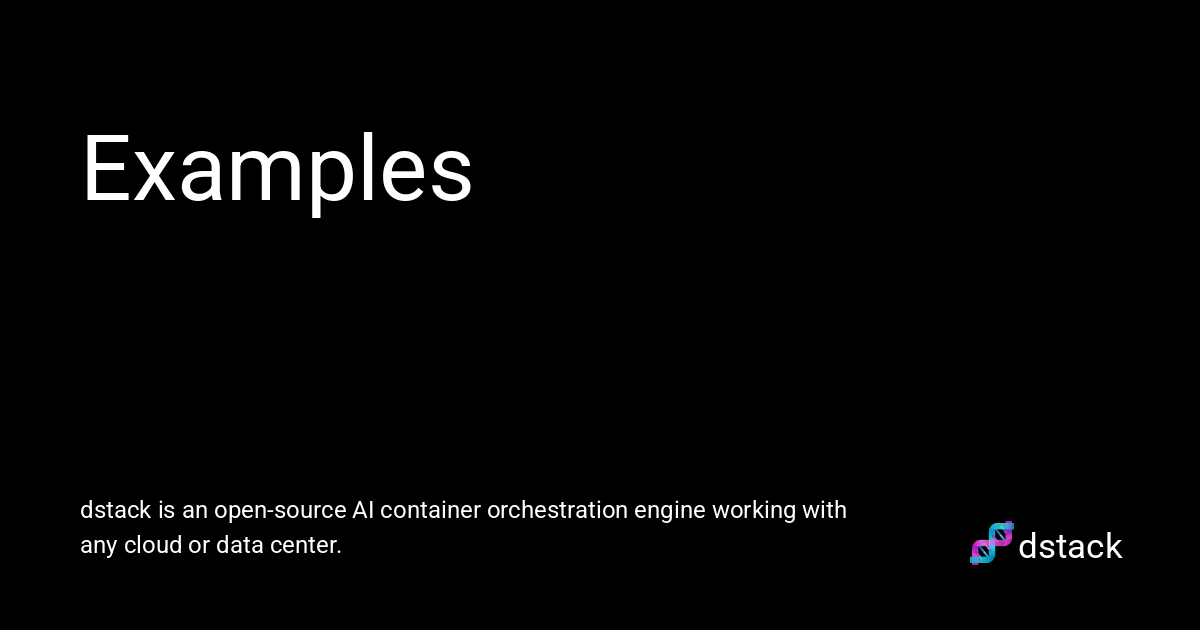 Examples
dstack is an open-source AI container orchestration engine working with
any cloud or data center.
dstack